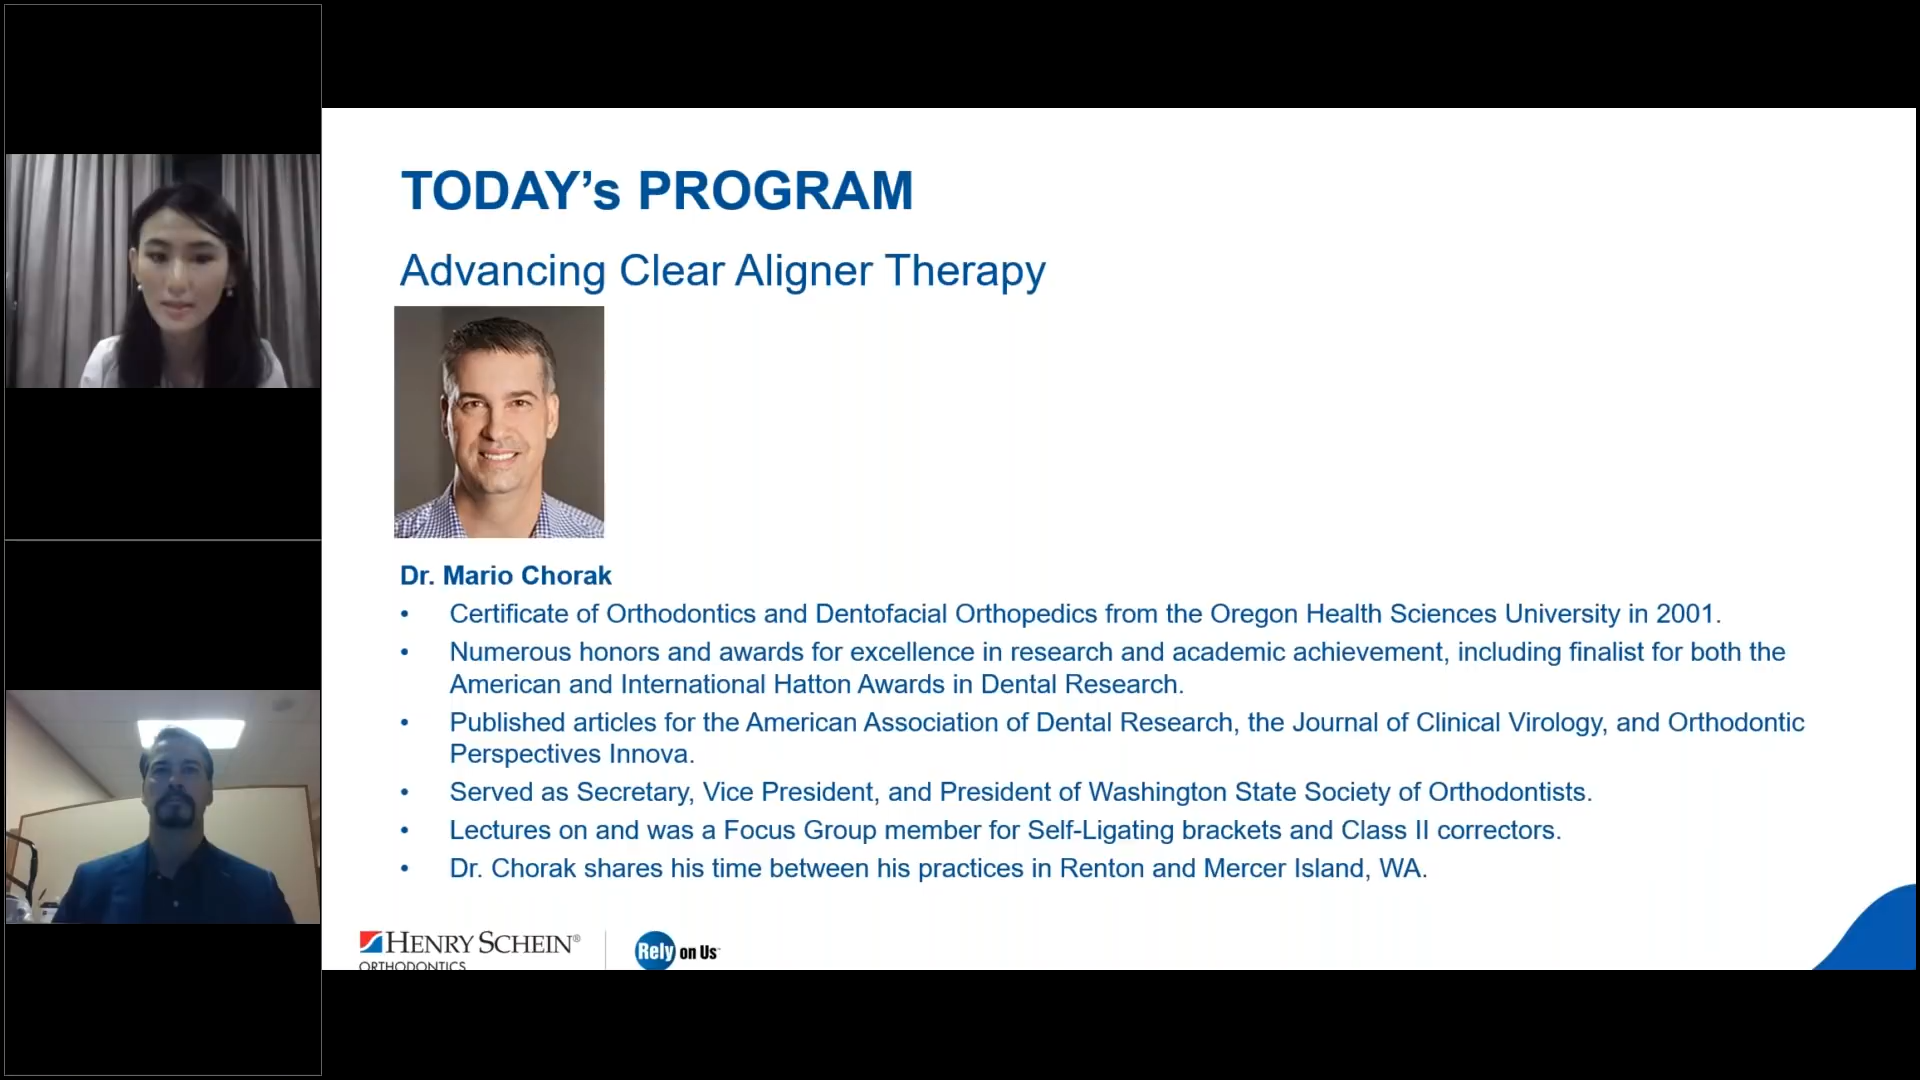 TODAY’s PROGRAM
Advancing Clear Aligner Therapy
Dr. Mario Chorak
• Certificate of Orthodontics and Dentofacial Orthopedics from the Oregon Health Sciences University in 2001.
• Numerous honors and awards for excellence in research and academic achievement, including finalist for both the
American and International Hatton Awards in Dental Research.
• Published articles for the American Association of Dental Research, the Journal of Clinical Virology, and Orthodontic
Perspectives Innova.
• Served as Secretary, Vice President, and President of Washington State Society of Orthodontists.
• Lectures on and was a Focus Group member for Self-Ligating brackets and Class II correctors.
• Dr. Chorak shares his time between his practices in Renton and Mercer Island, WA.
HENRY SCHEIN®
ORTHODONTICS
Rely on Us™